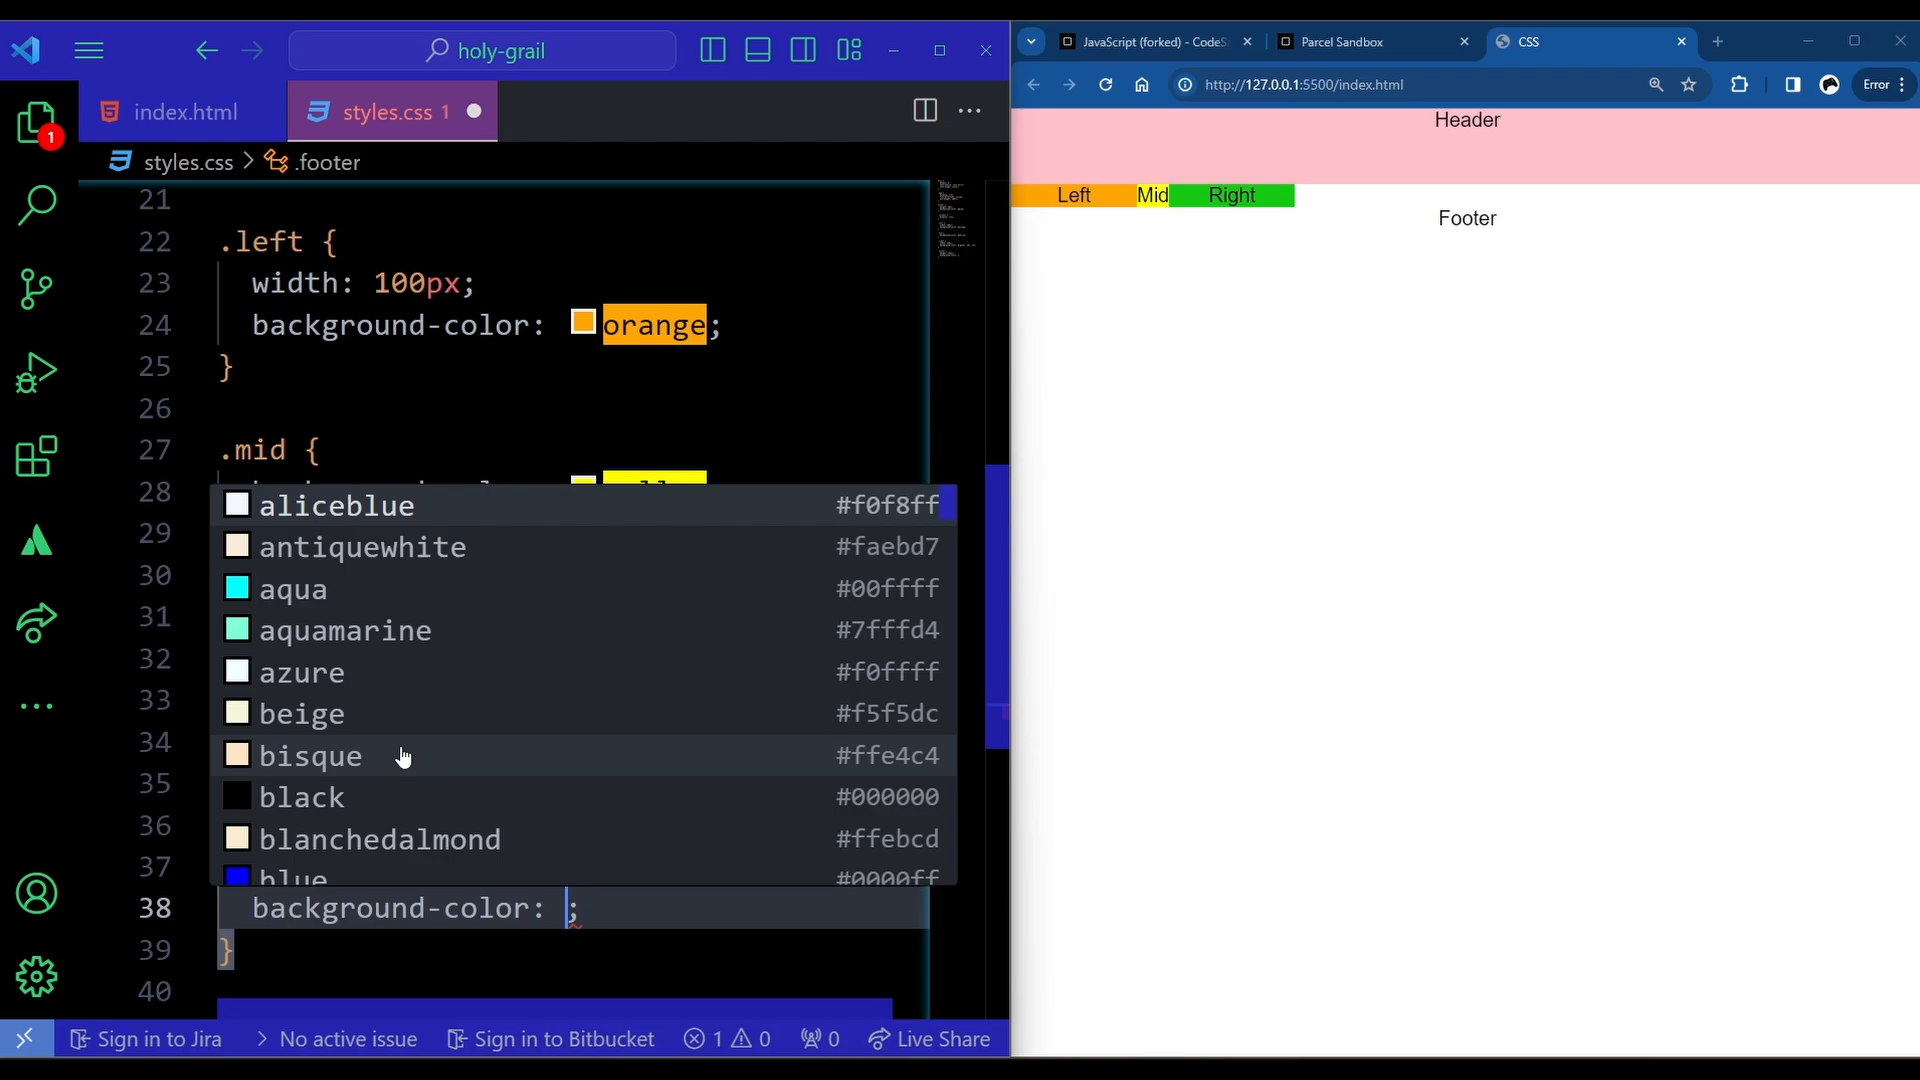 holy-grail
index.html
styles.css 1
styles.css > .footer
21
22 .left {
23 width: 100px;
24 background-color: orange;
25 }
26
27 .mid {
28
29
30
31
32
33
34
35
36
37
aliceblue #f0f8ff
antiquewhite #faebd7
aqua #00ffff
aquamarine #7fffd4
azure #f0ffff
beige #f5f5dc
bisque #ffe4c4
black #000000
blanchedalmond #ffebcd
blue #0000ff
38 background-color: ;
39 }
40
1
Sign in to Jira > No active issue Sign in to Bitbucket 1 0 0 Live Share
JavaScript (forked) - CodeS
Parcel Sandbox
CSS
http://127.0.0.1:5500/index.html
Error
Header
Left Mid Right
Footer